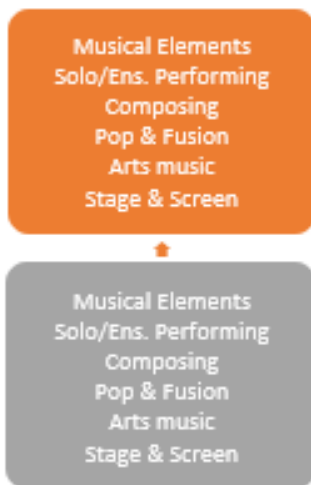 Musical Elements
Solo/Ens. Performing
Composing
Pop & Fusion
Arts music
Stage & Screen
Musical Elements
Solo/Ens. Performing
Composing
Pop & Fusion
Arts music
Stage & Screen